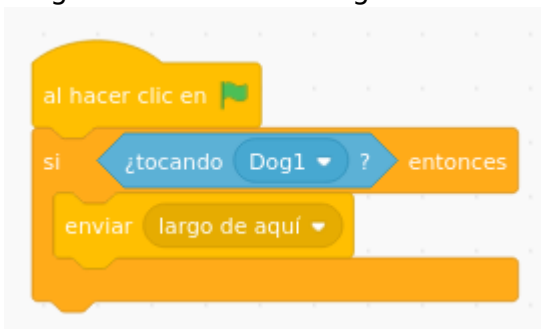 al hacer clic en
si ¿tocando Dog1 ? entonces
enviar largo de aquí